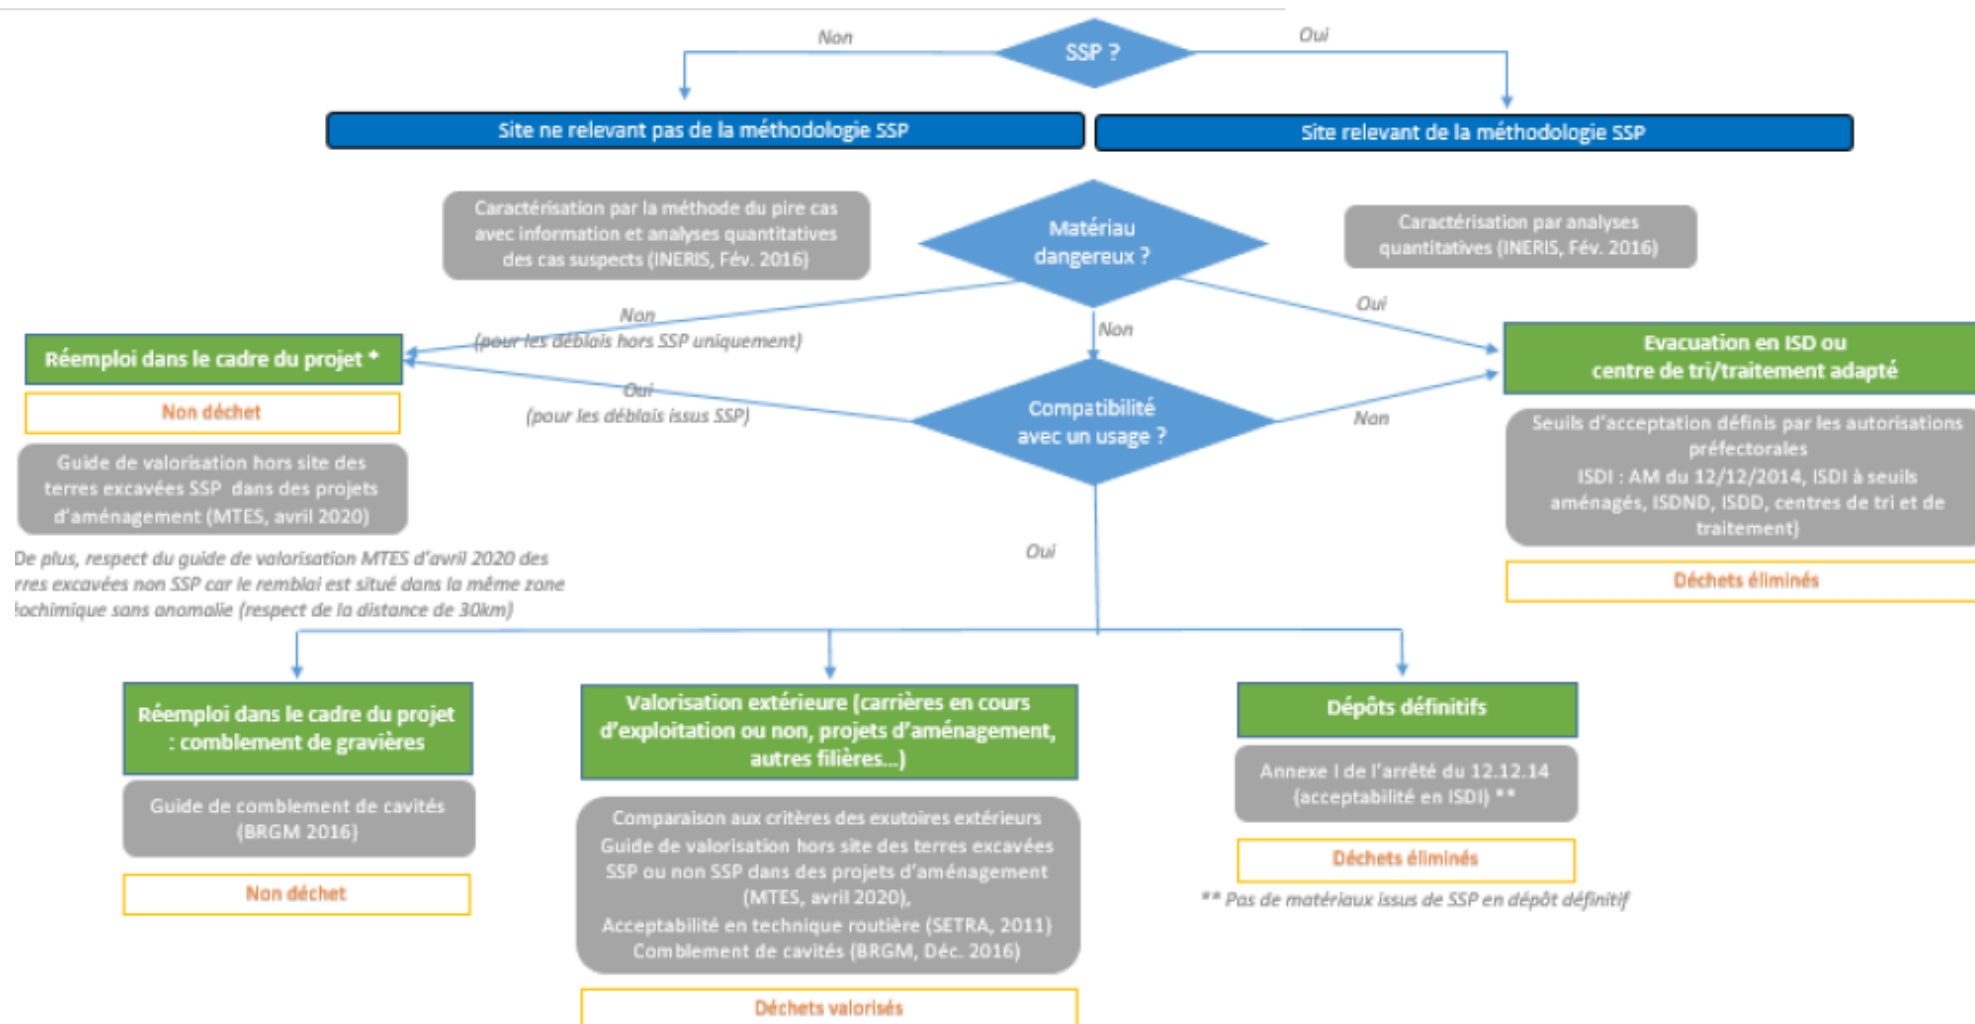 Non
SSP ?
Oui
Site ne relevant pas de la méthodologie SSP
Site relevant de la méthodologie SSP
Caractérisation par la méthode du pire cas
avec information et analyses quantitatives
des cas suspects (INERIS, Fév. 2016)
Matériau
dangereux ?
Caractérisation par analyses
quantitatives (INERIS, Fév. 2016)
Non
(pour les déblais hors SSP uniquement)
Non
Oui
Réemploi dans le cadre du projet *
Non déchet
Guide de valorisation hors site des
terres excavées SSP dans des projets
d'aménagement (MTES, avril 2020)
De plus, respect du guide de valorisation MTES d'avril 2020 des
rres excavées non SSP car le remblai est situé dans la même zone
éochimique sans anomalie (respect de la distance de 30km)
Oui
(pour les déblais issus SSP)
Compatibilité
avec un usage ?
Non
Evacuation en ISD ou
centre de tri/traitement adapté
Seuils d'acceptation définis par les autorisations
préfectorales
ISDI : AM du 12/12/2014, ISDI à seuils
aménagés, ISDND, ISDD, centres de tri et de
traitement)
Déchets éliminés
Oui
Réemploi dans le cadre du projet
: comblement de gravières
Guide de comblement de cavités
(BRGM 2016)
Non déchet
Valorisation extérieure (carrières en cours
d'exploitation ou non, projets d'aménagement,
autres filières...)
Comparaison aux critères des exutoires extérieurs
Guide de valorisation hors site des terres excavées
SSP ou non SSP dans des projets d'aménagement
(MTES, avril 2020),
Acceptabilité en technique routière (SETRA, 2011)
Comblement de cavités (BRGM, Déc. 2016)
Déchets valorisés
Dépôts définitifs
Annexe I de l'arrêté du 12.12.14
(acceptabilité en ISDI) **
Déchets éliminés
** Pas de matériaux issus de SSP en dépôt définitif